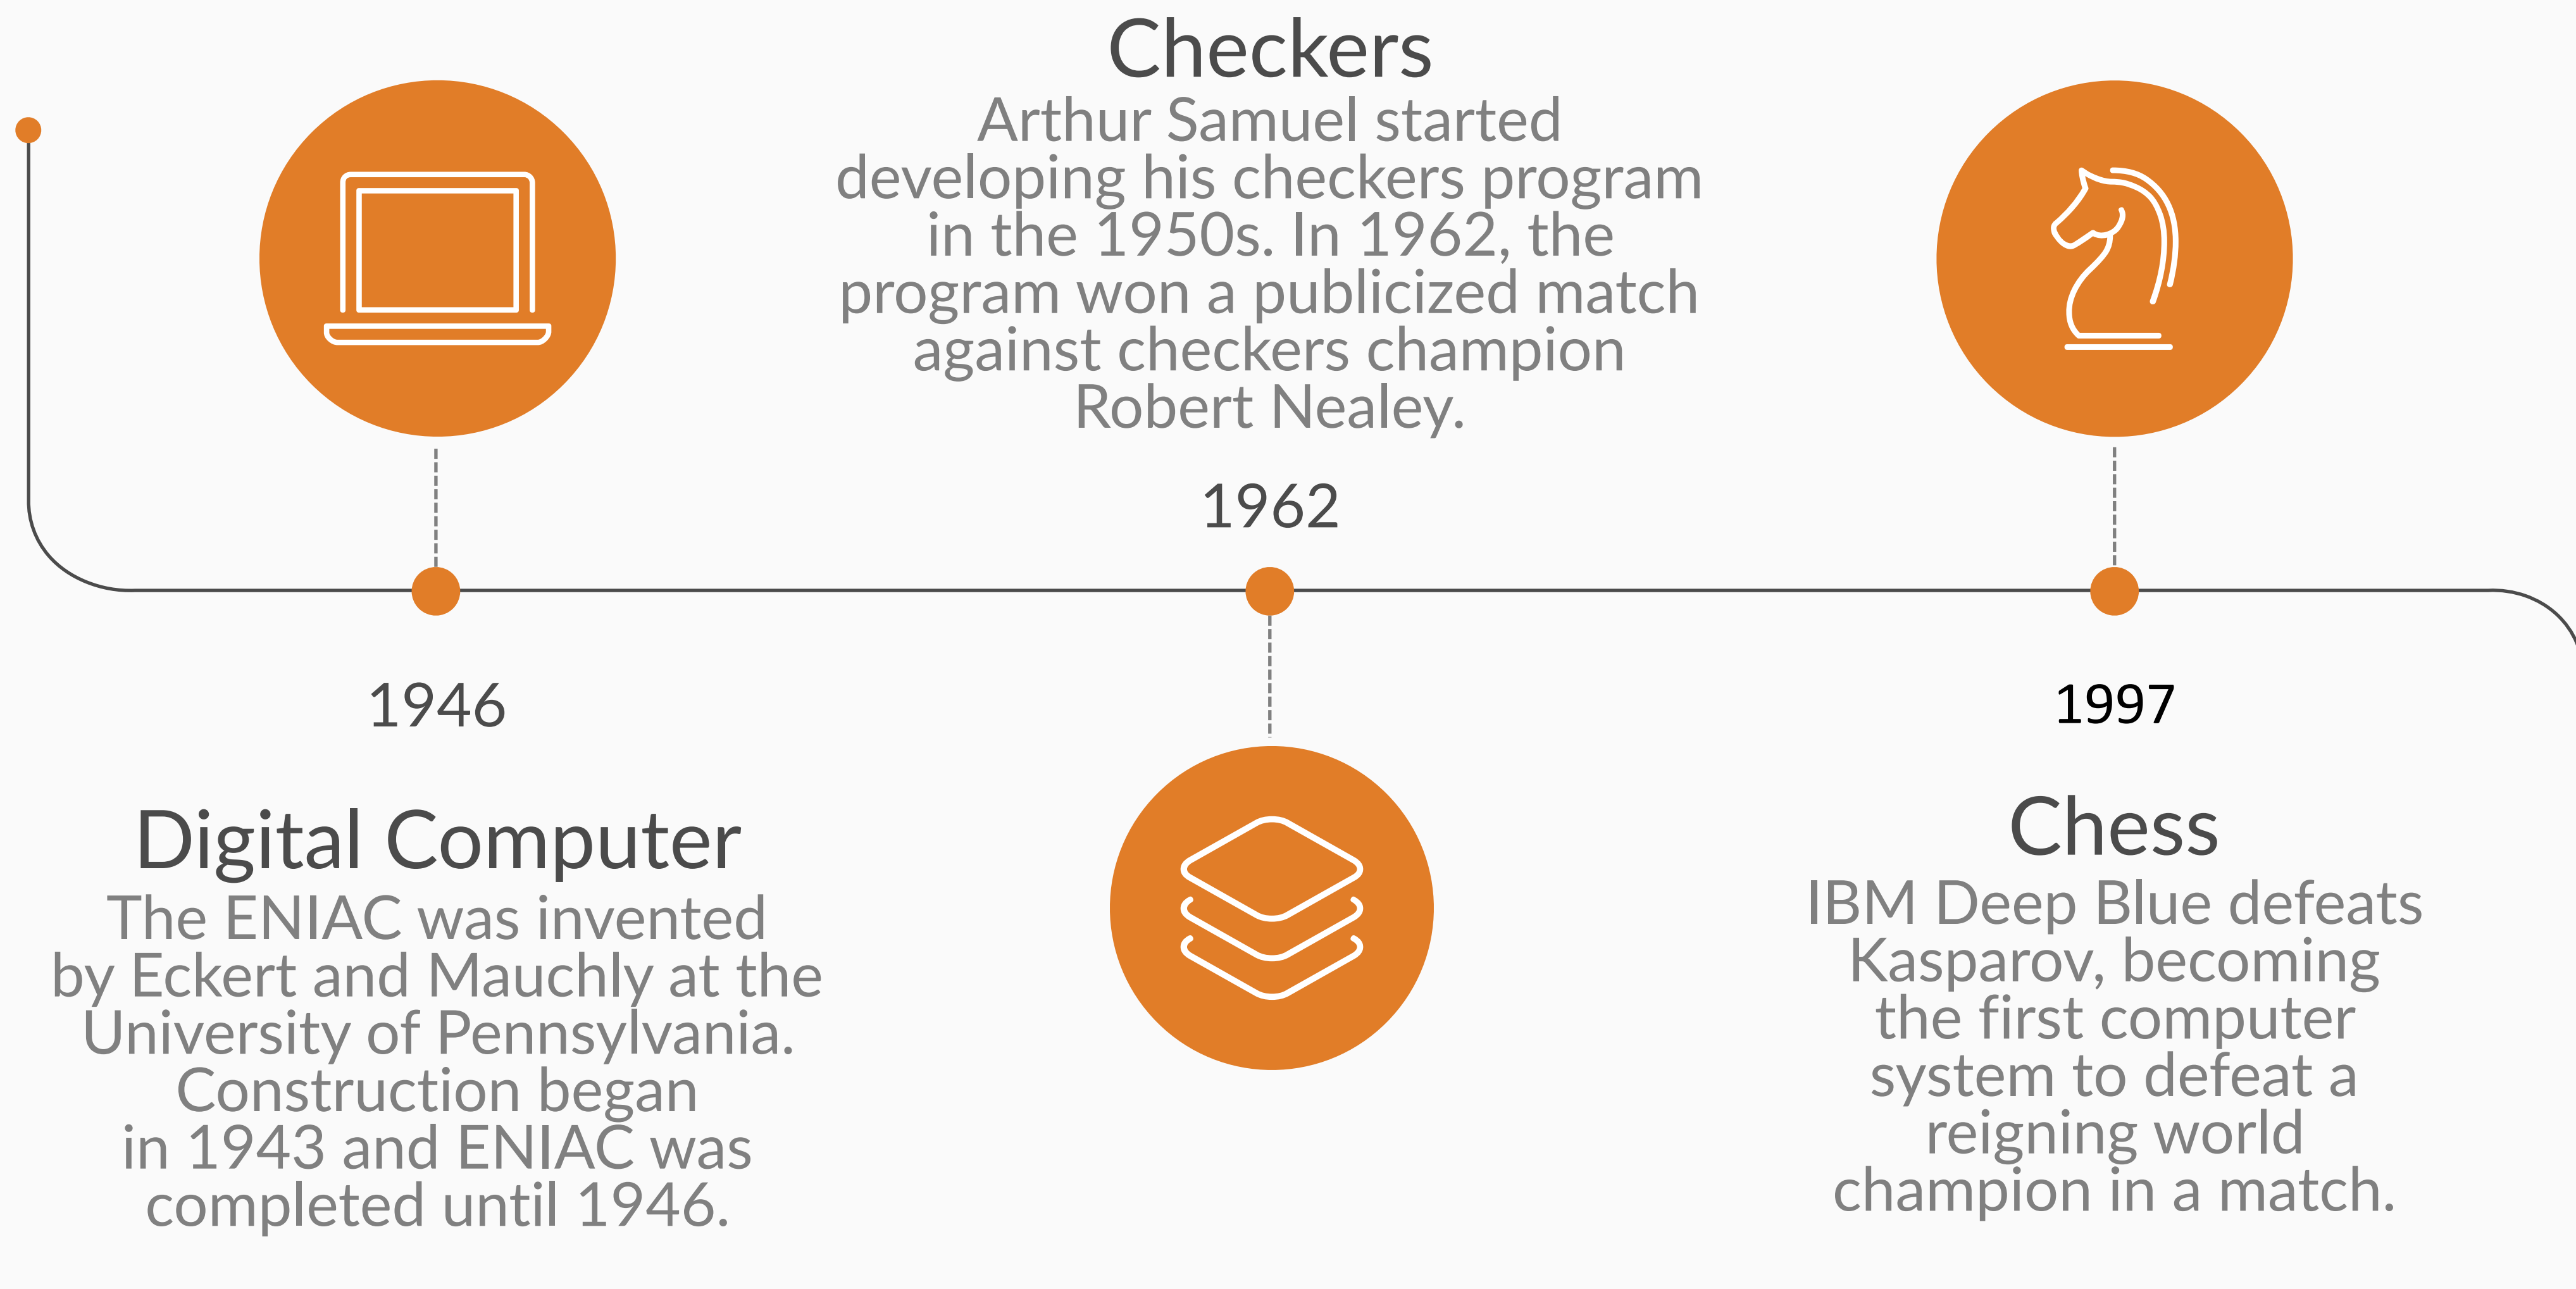 1946
Digital Computer
The ENIAC was invented
by Eckert and Mauchly at the
University of Pennsylvania.
Construction began
in 1943 and ENIAC was
completed until 1946.
Checkers
Arthur Samuel started
developing his checkers program
in the 1950s. In 1962, the
program won a publicized match
against checkers champion
Robert Nealey.
1962
1997
Chess
IBM Deep Blue defeats
Kasparov, becoming
the first computer
system to defeat a
reigning world
champion in a match.